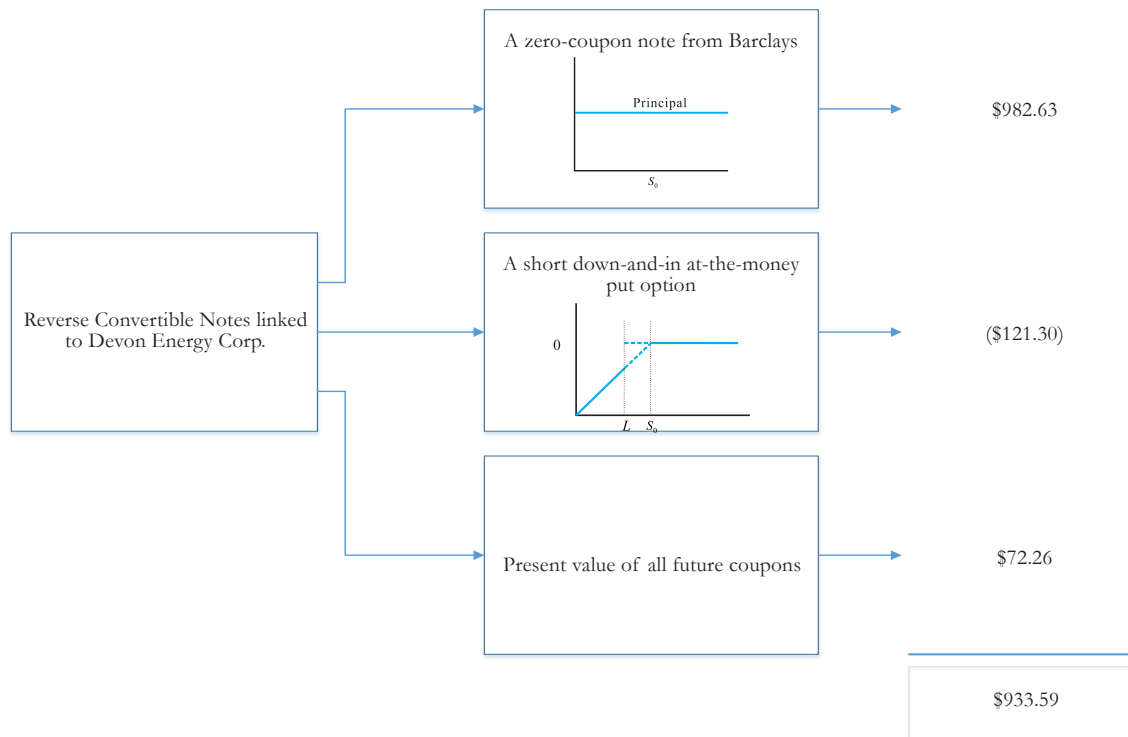 A zero-coupon note from Barclays
Principal
S₀
$982.63
Reverse Convertible Notes linked
to Devon Energy Corp.
A short down-and-in at-the-money
put option
0
L S₀
($121.30)
Present value of all future coupons
$72.26
$933.59